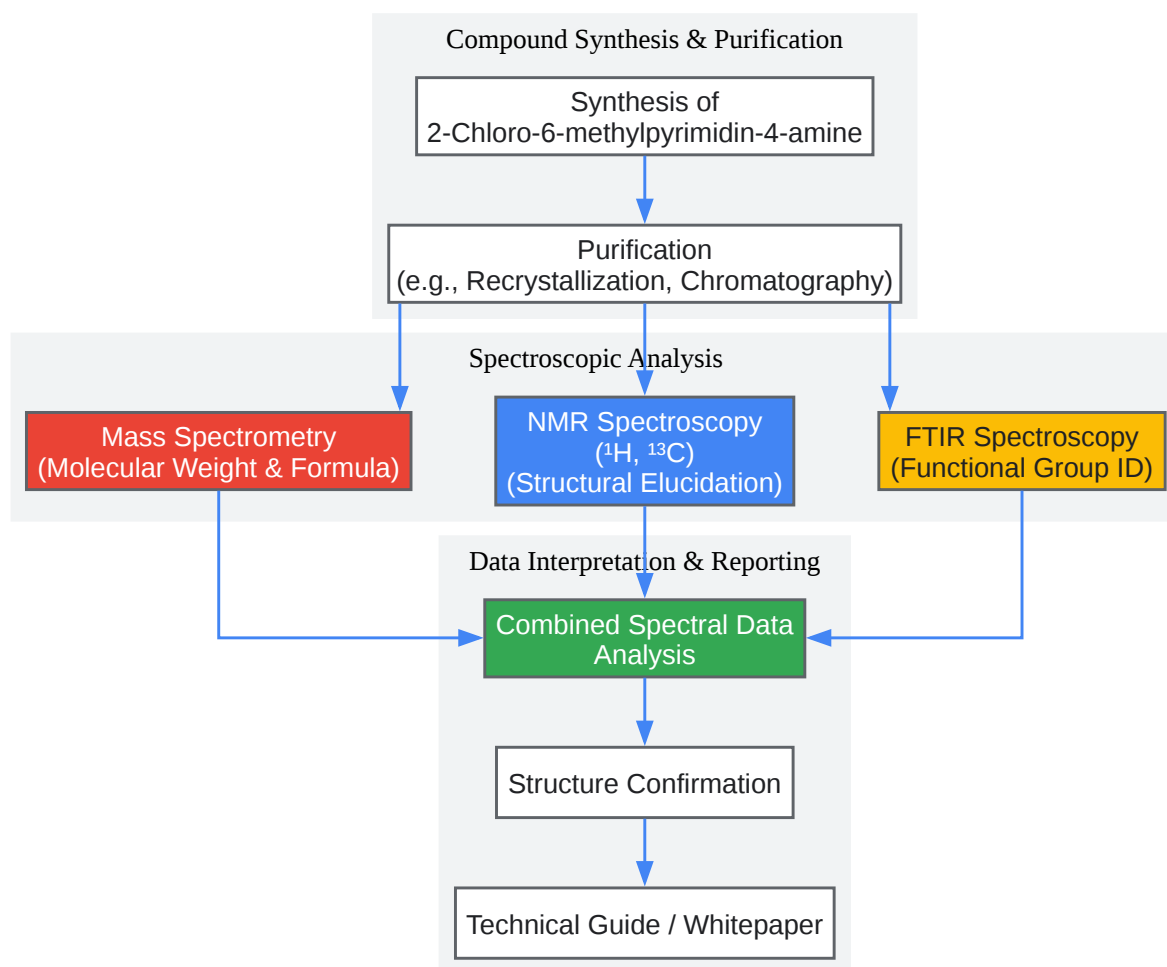 Compound Synthesis & Purification
Synthesis of
2-Chloro-6-methylpyrimidin-4-amine
Purification
(e.g., Recrystallization, Chromatography)
Spectroscopic Analysis
Mass Spectrometry
(Molecular Weight & Formula)
NMR Spectroscopy
(¹H, ¹³C)
(Structural Elucidation)
FTIR Spectroscopy
(Functional Group ID)
Data Interpretation & Reporting
Combined Spectral Data
Analysis
Structure Confirmation
Technical Guide / Whitepaper